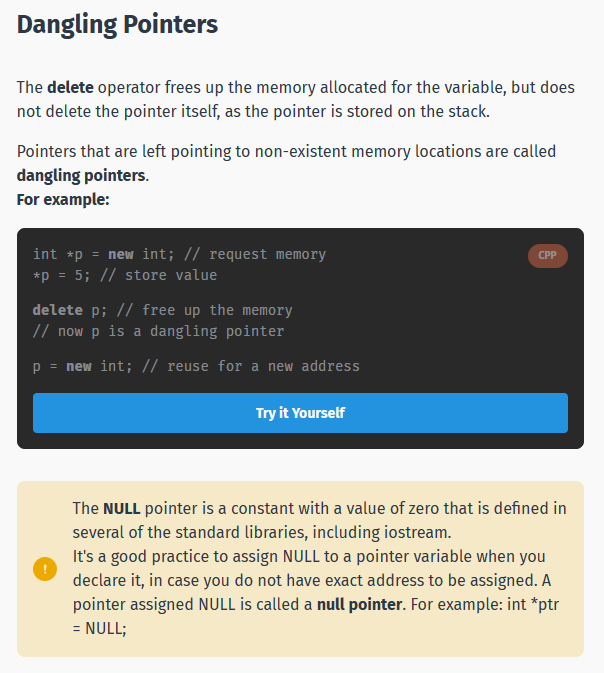 Dangling Pointers
The delete operator frees up the memory allocated for the variable, but does
not delete the pointer itself, as the pointer is stored on the stack.
Pointers that are left pointing to non-existent memory locations are called
dangling pointers.
For example:
int *p = new int; // request memory
CPP
*p = 5; // store value
delete p; // free up the memory
// now p is a dangling pointer
p = new int; // reuse for a new address
Try it Yourself
The NULL pointer is a constant with a value of zero that is defined in
several of the standard libraries, including iostream.
It's a good practice to assign NULL to a pointer variable when you
declare it, in case you do not have exact address to be assigned. A
pointer assigned NULL is called a null pointer. For example: int *ptr
= NULL;